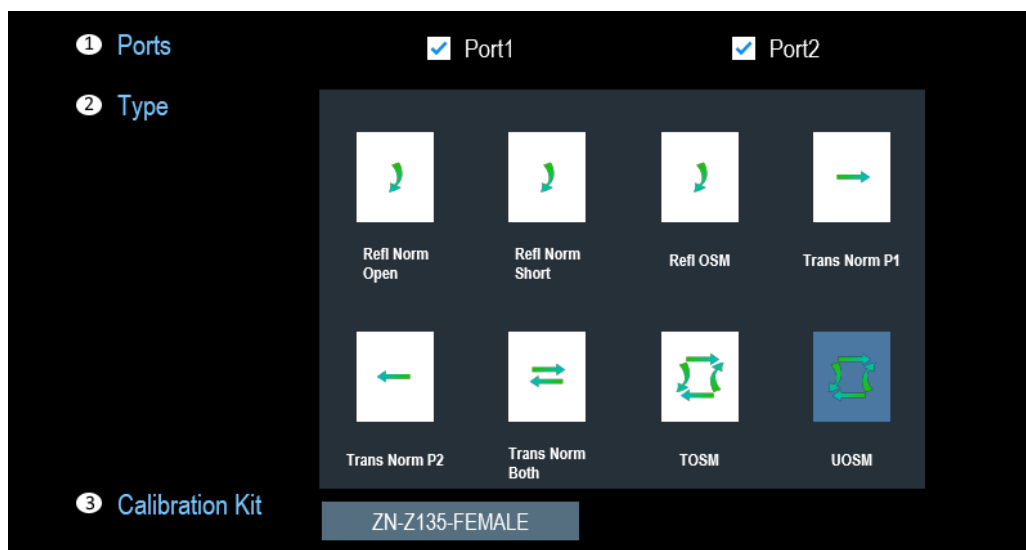 1 Ports
Port1
Port2
2 Type
Refl Norm
Open
Refl Norm
Short
Refl OSM
Trans Norm P1
Trans Norm P2
Trans Norm
Both
TOSM
UOSM
3 Calibration Kit
ZN-Z135-FEMALE